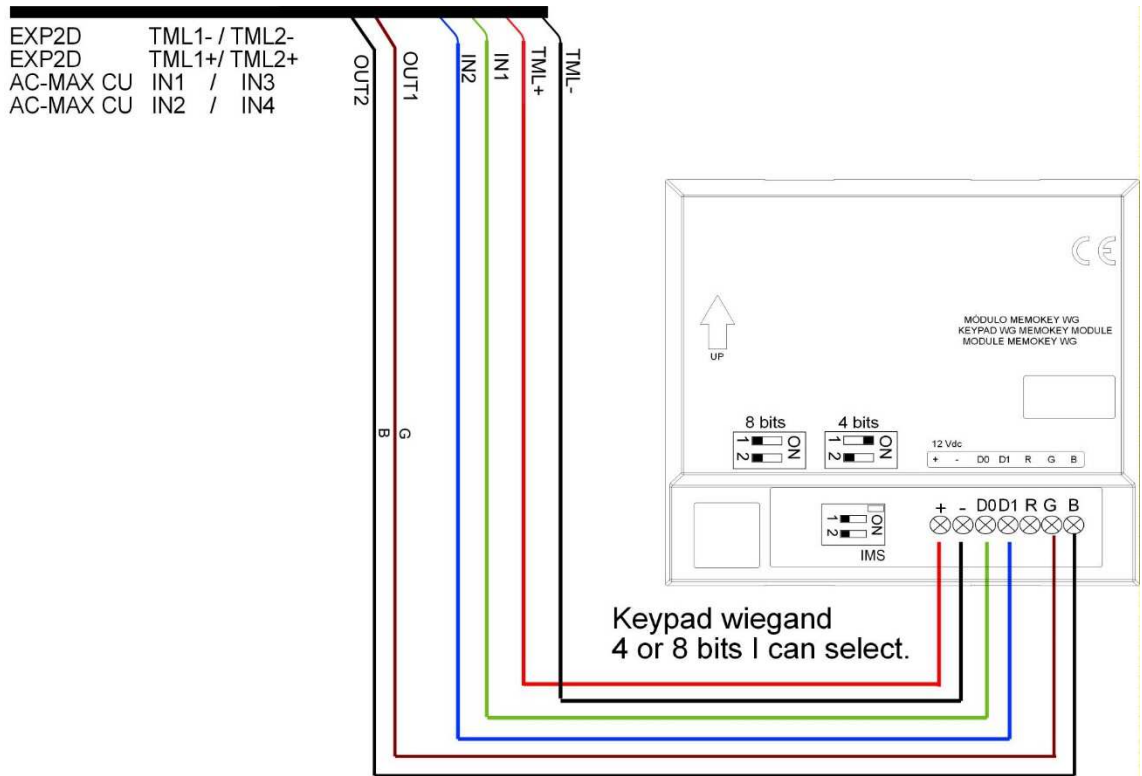 EXP2D TML1- / TML2-
EXP2D TML1+/ TML2+
AC-MAX CU IN1 / IN3
AC-MAX CU IN2 / IN4
OUT2
OUT1
IN2
IN1
TML+
TML-
B
G
CE
UP
MÓDULO MEMOKEY WG
KEYPAD WG MEMOKEY MODULE
MODULE MEMOKEY WG
8 bits
1
2
ON
4 bits
1
2
ON
12 Vdc
+ - D0 D1 R G B
+ - D0 D1 R G B
1
2
ON
IMS
Keypad wiegand
4 or 8 bits I can select.